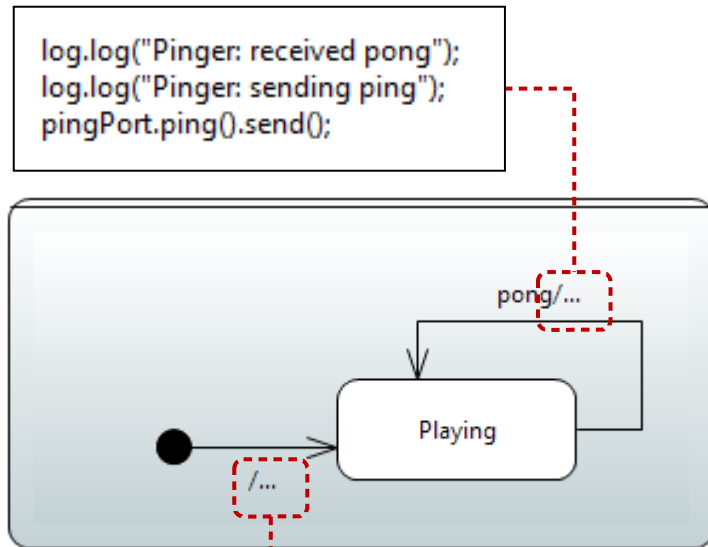 log.log("Pinger: received pong");
log.log("Pinger: sending ping");
pingPort.ping().send();
pong/...
Playing
/...